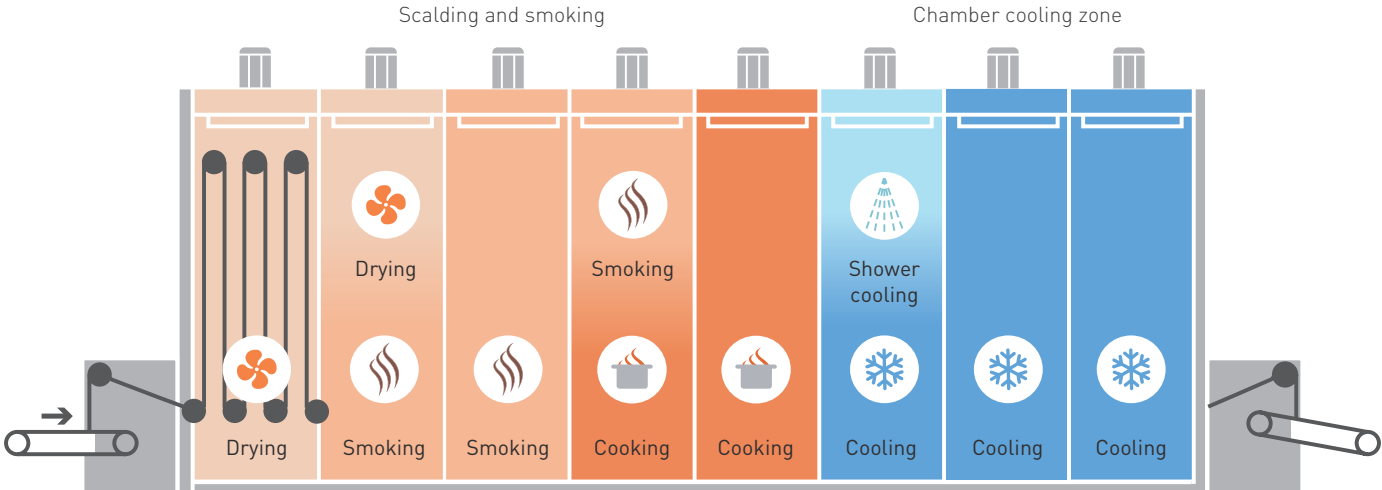 Scalding and smoking
Chamber cooling zone
Drying
Smoking
Shower
cooling
Drying
Smoking
Smoking
Cooking
Cooking
Cooling
Cooling
Cooling